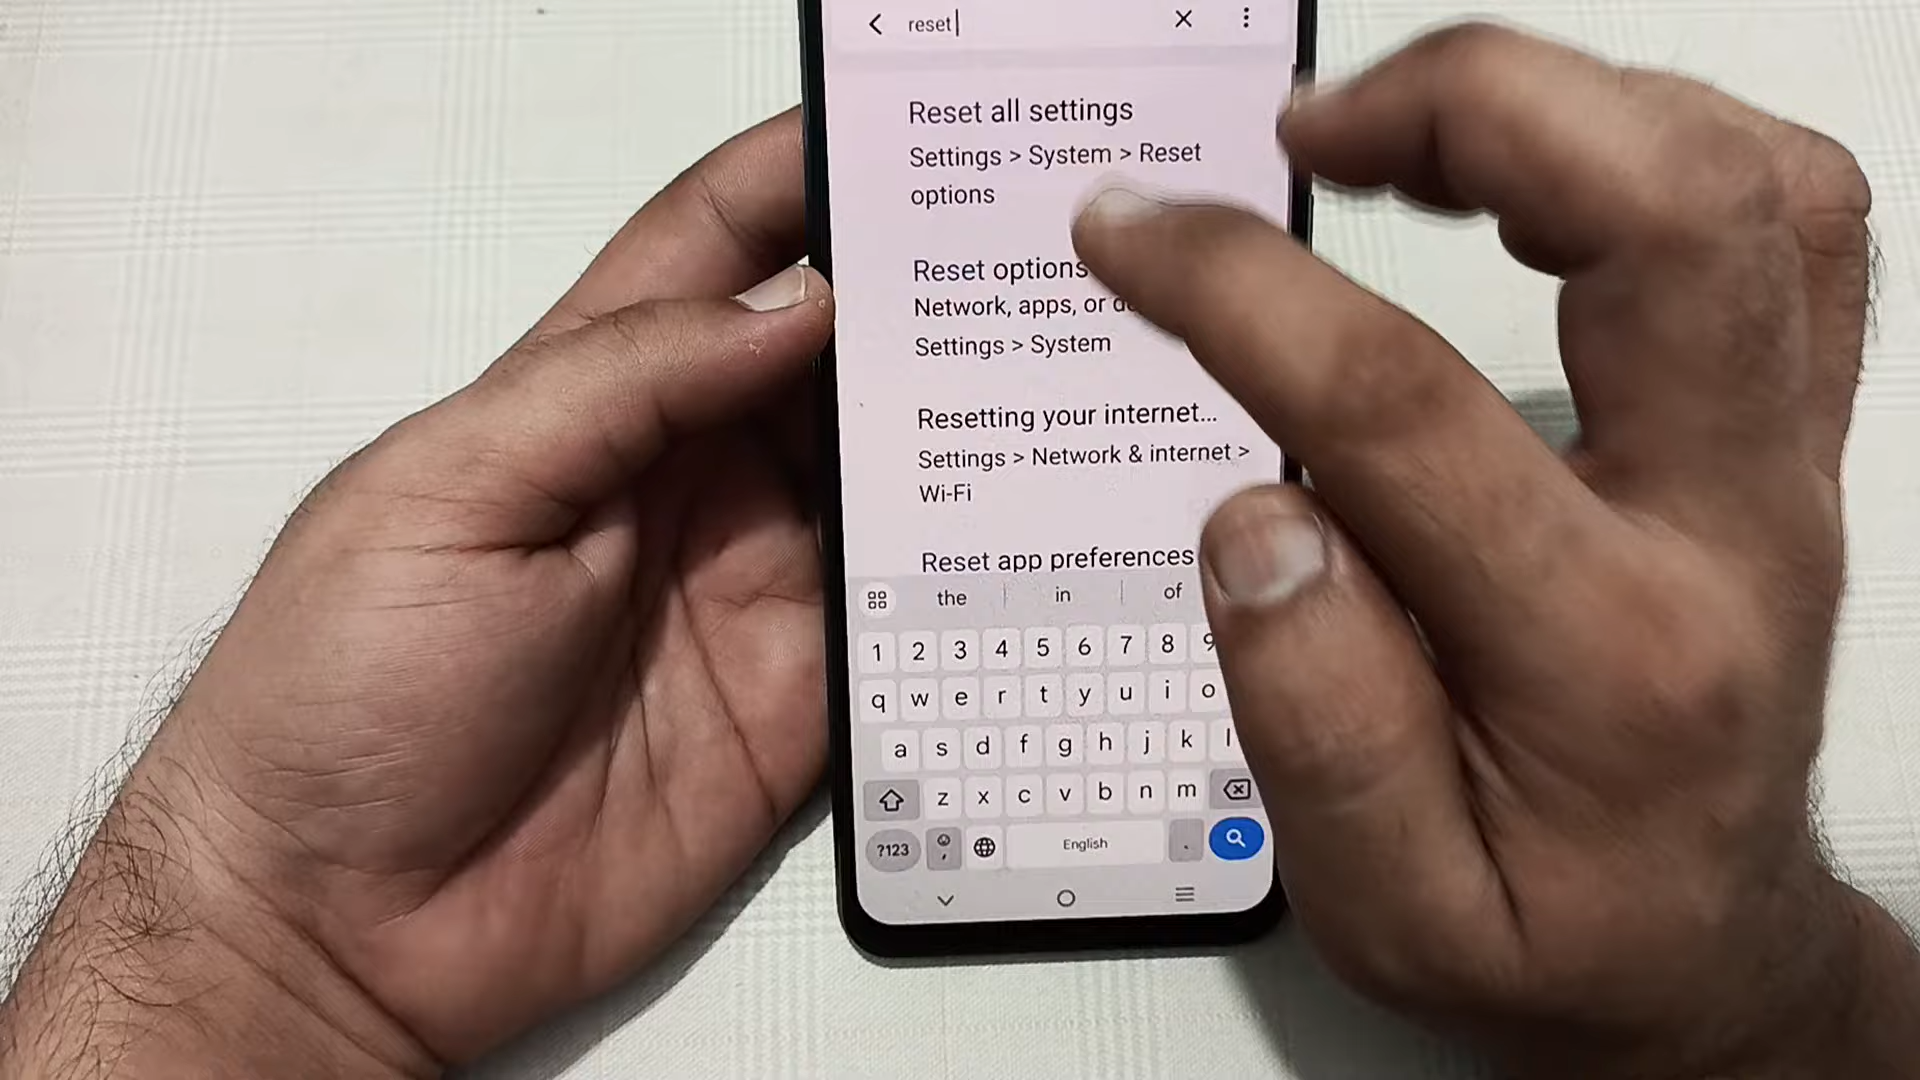 reset
Reset all settings
Settings > System > Reset
options
Reset options
Network, apps, or
Settings > System
Resetting your internet...
Settings > Network & internet >
Wi-Fi
Reset app preferences
the in of
1 2 3 4 5 6 7 8 9
q w e r t y u i o
a s d f g h j k l
z x c v b n m
?123 , English .